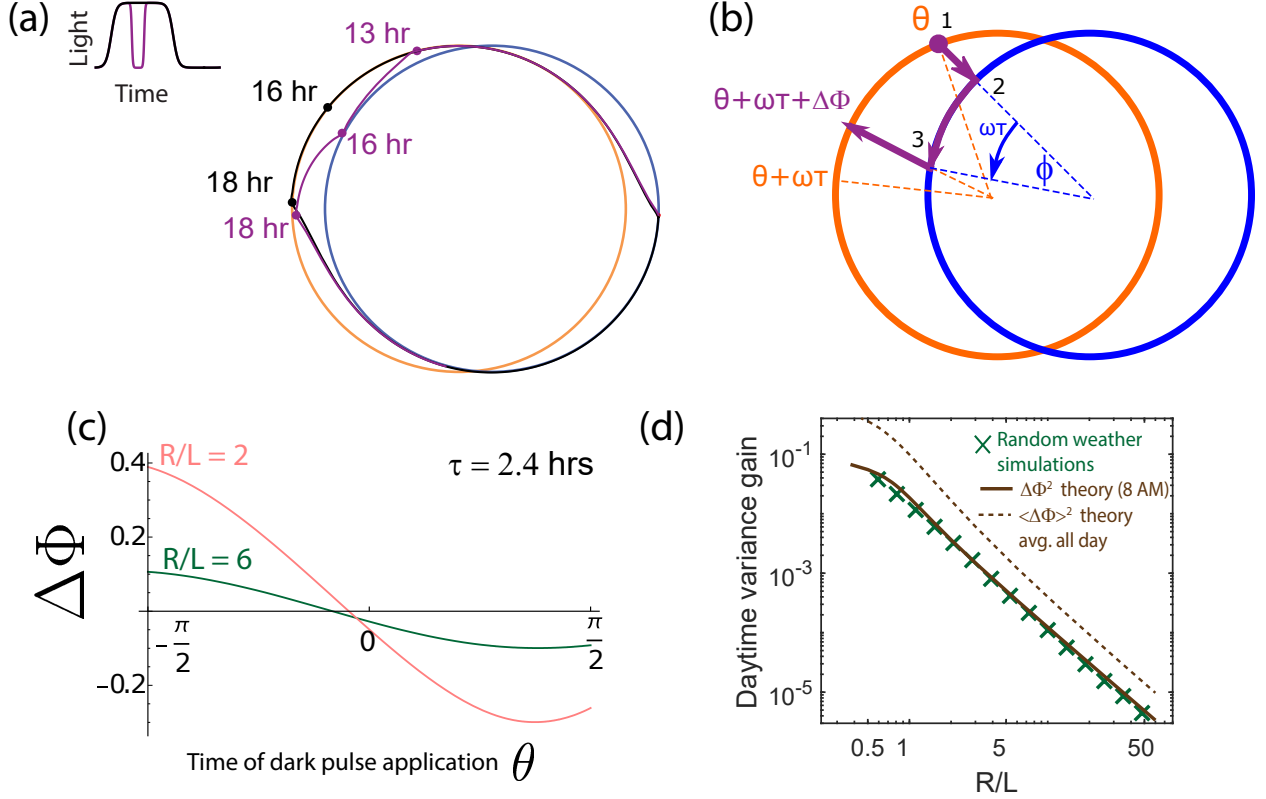 (a)
Light
Time
13 hr
16 hr
16 hr
18 hr
18 hr
(b)
θ
1
2
θ+ωτ+ΔΦ
3
ωτ
ϕ
θ+ωτ
(c)
R/L = 2
τ = 2.4 hrs
R/L = 6
0.4
0.2
−0.2
ΔΦ
−π/2
0
π/2
Time of dark pulse application θ
(d)
Daytime variance gain
Random weather
simulations
ΔΦ² theory (8 AM)
<ΔΦ>² theory
avg. all day
10⁻¹
10⁻³
10⁻⁵
0.5 1 5 50
R/L